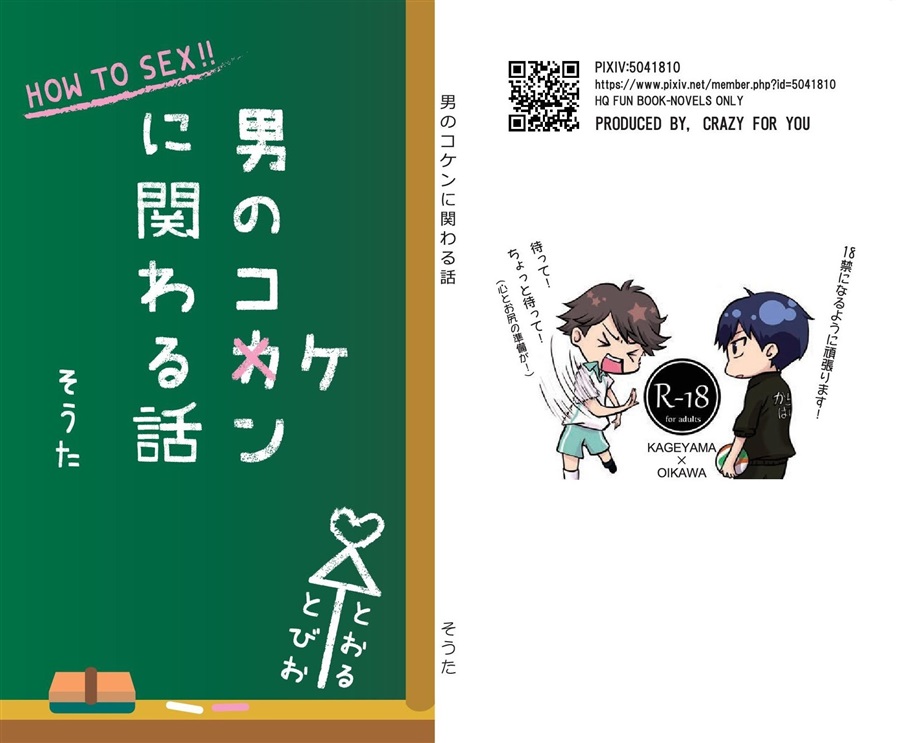 HOW TO SEX!!
男のコカン
ケ
に関わる話
そうた
とおる
とびお
男のコケンに関わる話
そうた
PIXIV:5041810
https://www.pixiv.net/member.php?id=5041810
HQ FUN BOOK-NOVELS ONLY
PRODUCED BY, CRAZY FOR YOU
18禁になるように頑張ります!
待って!
ちょっと待って!
(心とお尻の準備が!)
R-18
for adults
KAGEYAMA
×
OIKAWA
から
は